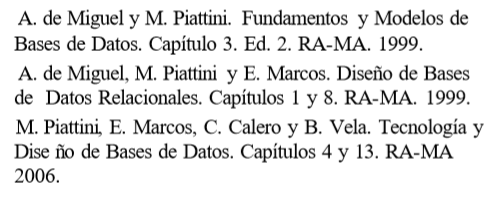 A. de Miguel y M. Piattini. Fundamentos y Modelos de
Bases de Datos. Capítulo 3. Ed. 2. RA-MA. 1999.
A. de Miguel, M. Piattini y E. Marcos. Diseño de Bases
de Datos Relacionales. Capítulos 1 y 8. RA-MA. 1999.
M. Piattini, E. Marcos, C. Calero y B. Vela. Tecnología y
Dise ño de Bases de Datos. Capítulos 4 y 13. RA-MA
2006.